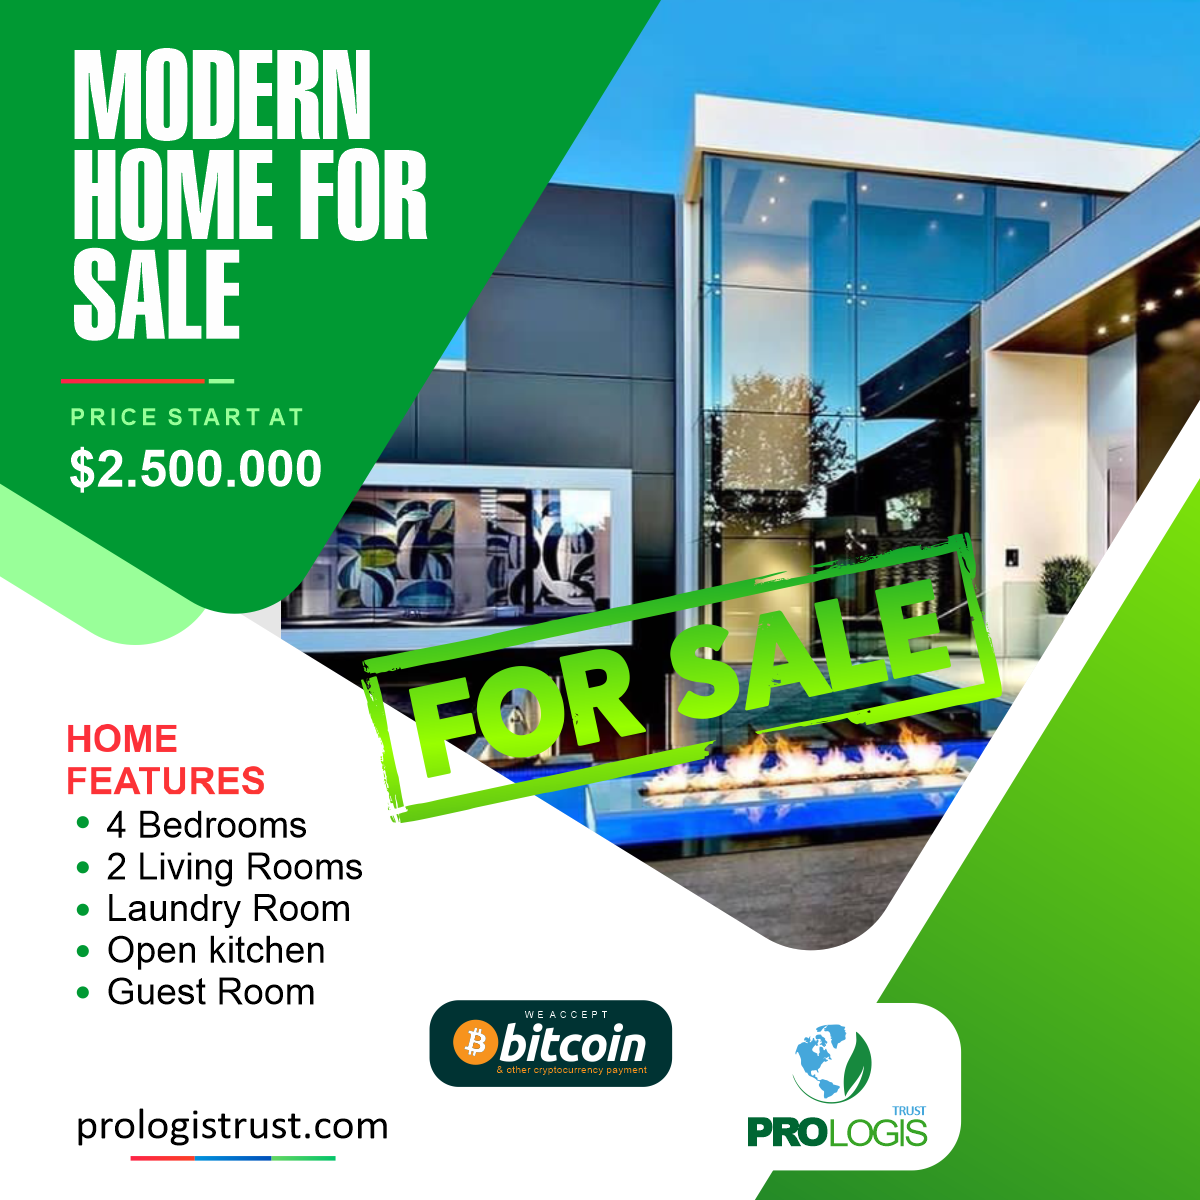 MODERN
HOME FOR
SALE
PRICE START AT
$2.500.000
FOR SALE
HOME
FEATURES
4 Bedrooms
2 Living Rooms
Laundry Room
Open kitchen
Guest Room
WE ACCEPT
bitcoin
& other cryptocurrency payment
prologistrust.com
TRUST
PROLOGIS